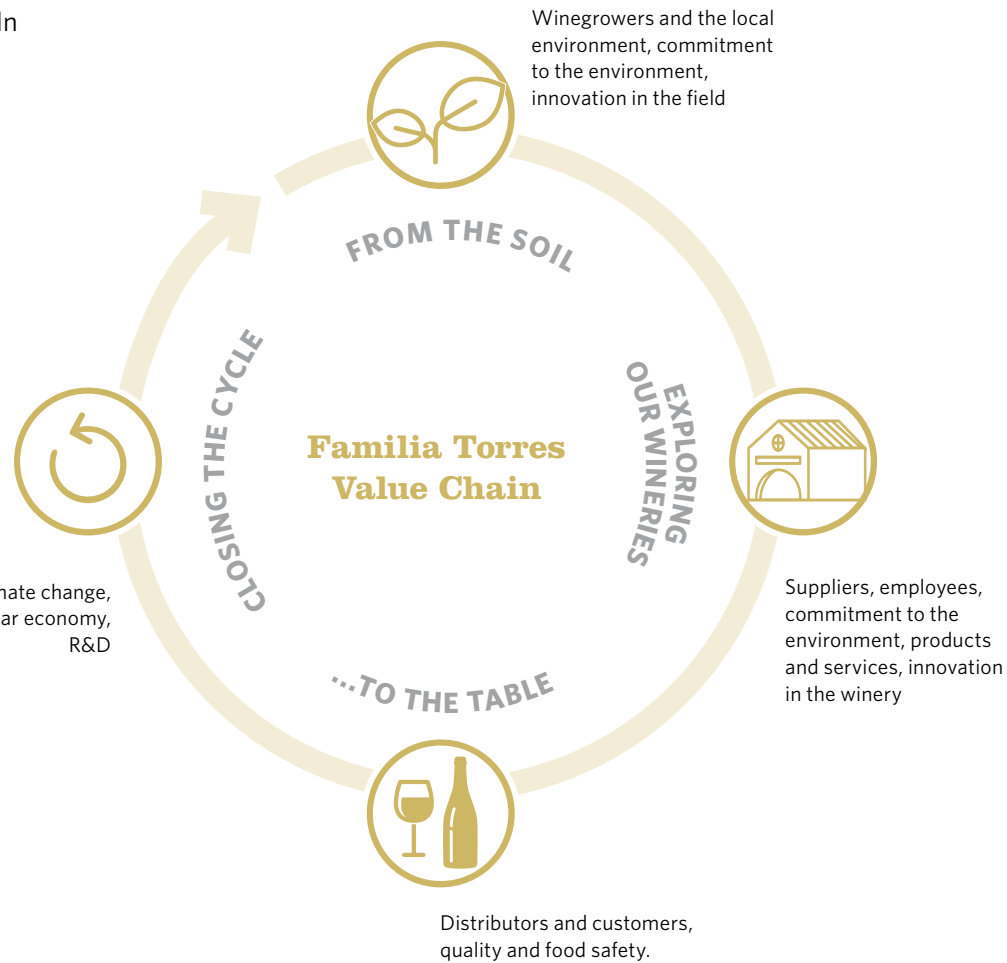 Winegrowers and the local
environment, commitment
to the environment,
innovation in the field
FROM THE SOIL
EXPLORING
OUR WINERIES
Familia Torres
Value Chain
CLOSING THE CYCLE
Suppliers, employees,
commitment to the
environment, products
and services, innovation
in the winery
change,
economy,
R&D
...TO THE TABLE
Distributors and customers,
quality and food safety.